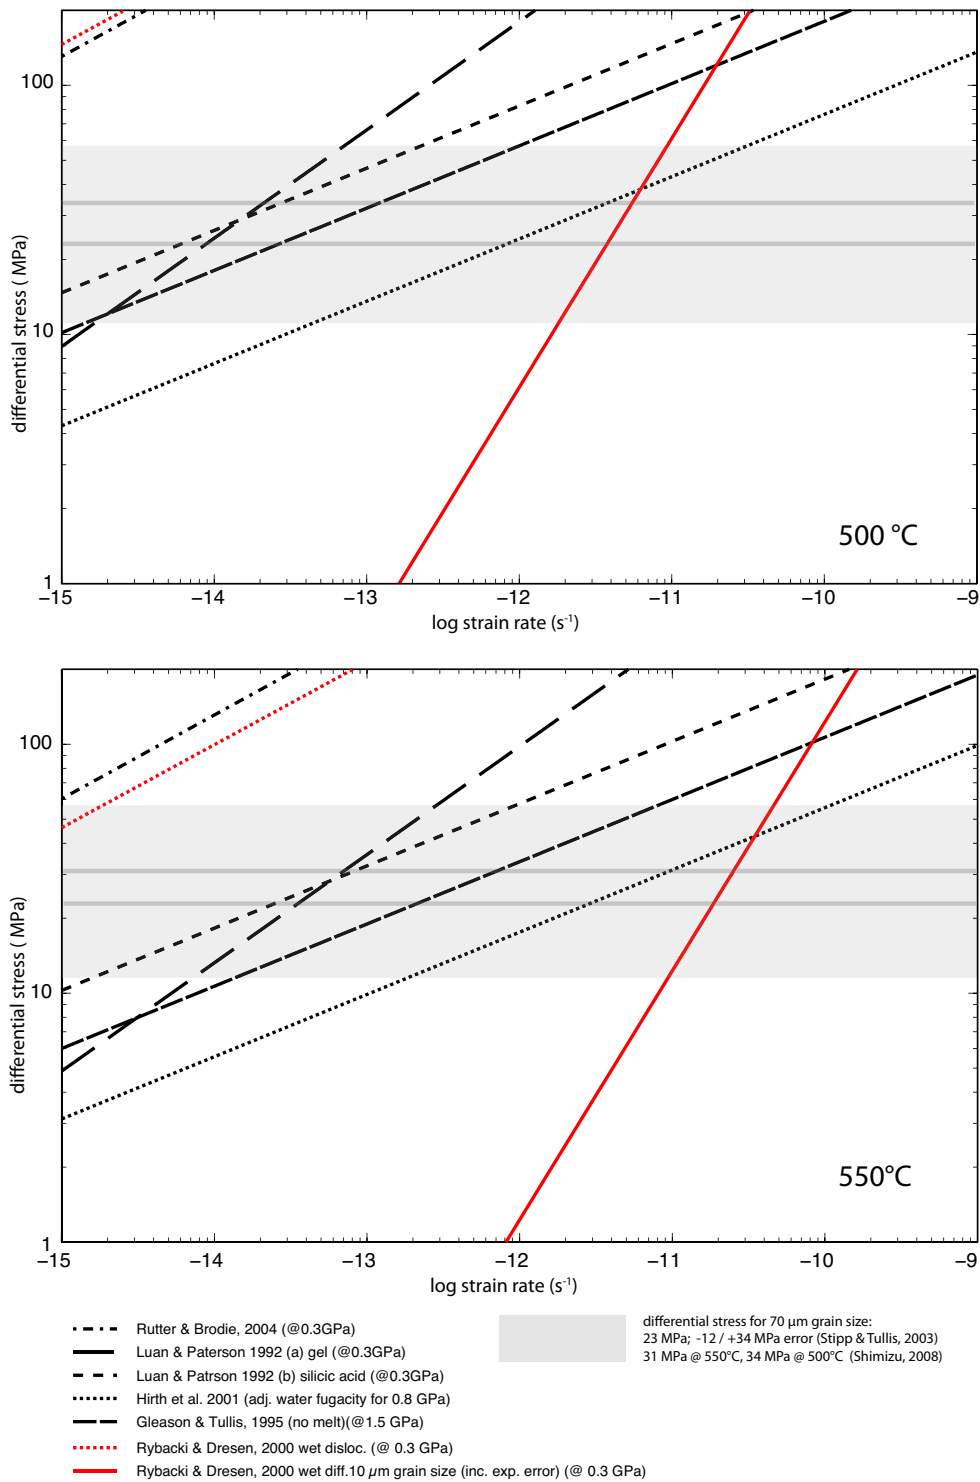 differential stress ( MPa)
100
10
1
500 °C
−15
−14
−13
−12
−11
−10
−9
log strain rate (s-1)
differential stress ( MPa)
100
10
1
550°C
−15
−14
−13
−12
−11
−10
−9
log strain rate (s-1)
Rutter & Brodie, 2004 (@0.3GPa)
Luan & Paterson 1992 (a) gel (@0.3GPa)
Luan & Patrson 1992 (b) silicic acid (@0.3GPa)
Hirth et al. 2001 (adj. water fugacity for 0.8 GPa)
Gleason & Tullis, 1995 (no melt)(@1.5 GPa)
Rybacki & Dresen, 2000 wet disloc. (@ 0.3 GPa)
Rybacki & Dresen, 2000 wet diff.10 µm grain size (inc. exp. error) (@ 0.3 GPa)
differential stress for 70 µm grain size:
23 MPa; -12 / +34 MPa error (Stipp & Tullis, 2003)
31 MPa @ 550°C, 34 MPa @ 500°C (Shimizu, 2008)